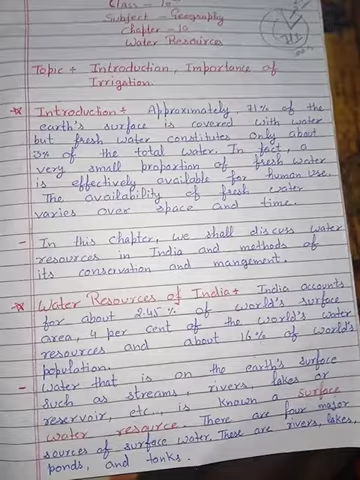 Class - 10
Subject - Geography
Chapter - 10
Water Resources
Topic ÷ Introduction, Importance of
Irrigation.
Introduction ÷ Approximately, 71% of the
earth's surface is covered with water
but fresh water constitutes only about
3% of the total water. In fact, a
very small proportion of fresh water
is effectively available for human use.
The availability of fresh water
varies over space and time.
- In this chapter, we shall discuss water
resources in India and methods of
its conservation and mangement.
Water Resources of India ÷ India accounts
for about 2.45% of world's surface
area, 4 per cent of the world's water
resources and about 16% of world's
population.
- Water that is on the earth's surface
such as streams, rivers, lakes or
reservoir, etc., is known a surface
water resource. There are four major
sources of surface water. These are rivers, lakes,
ponds, and tanks.